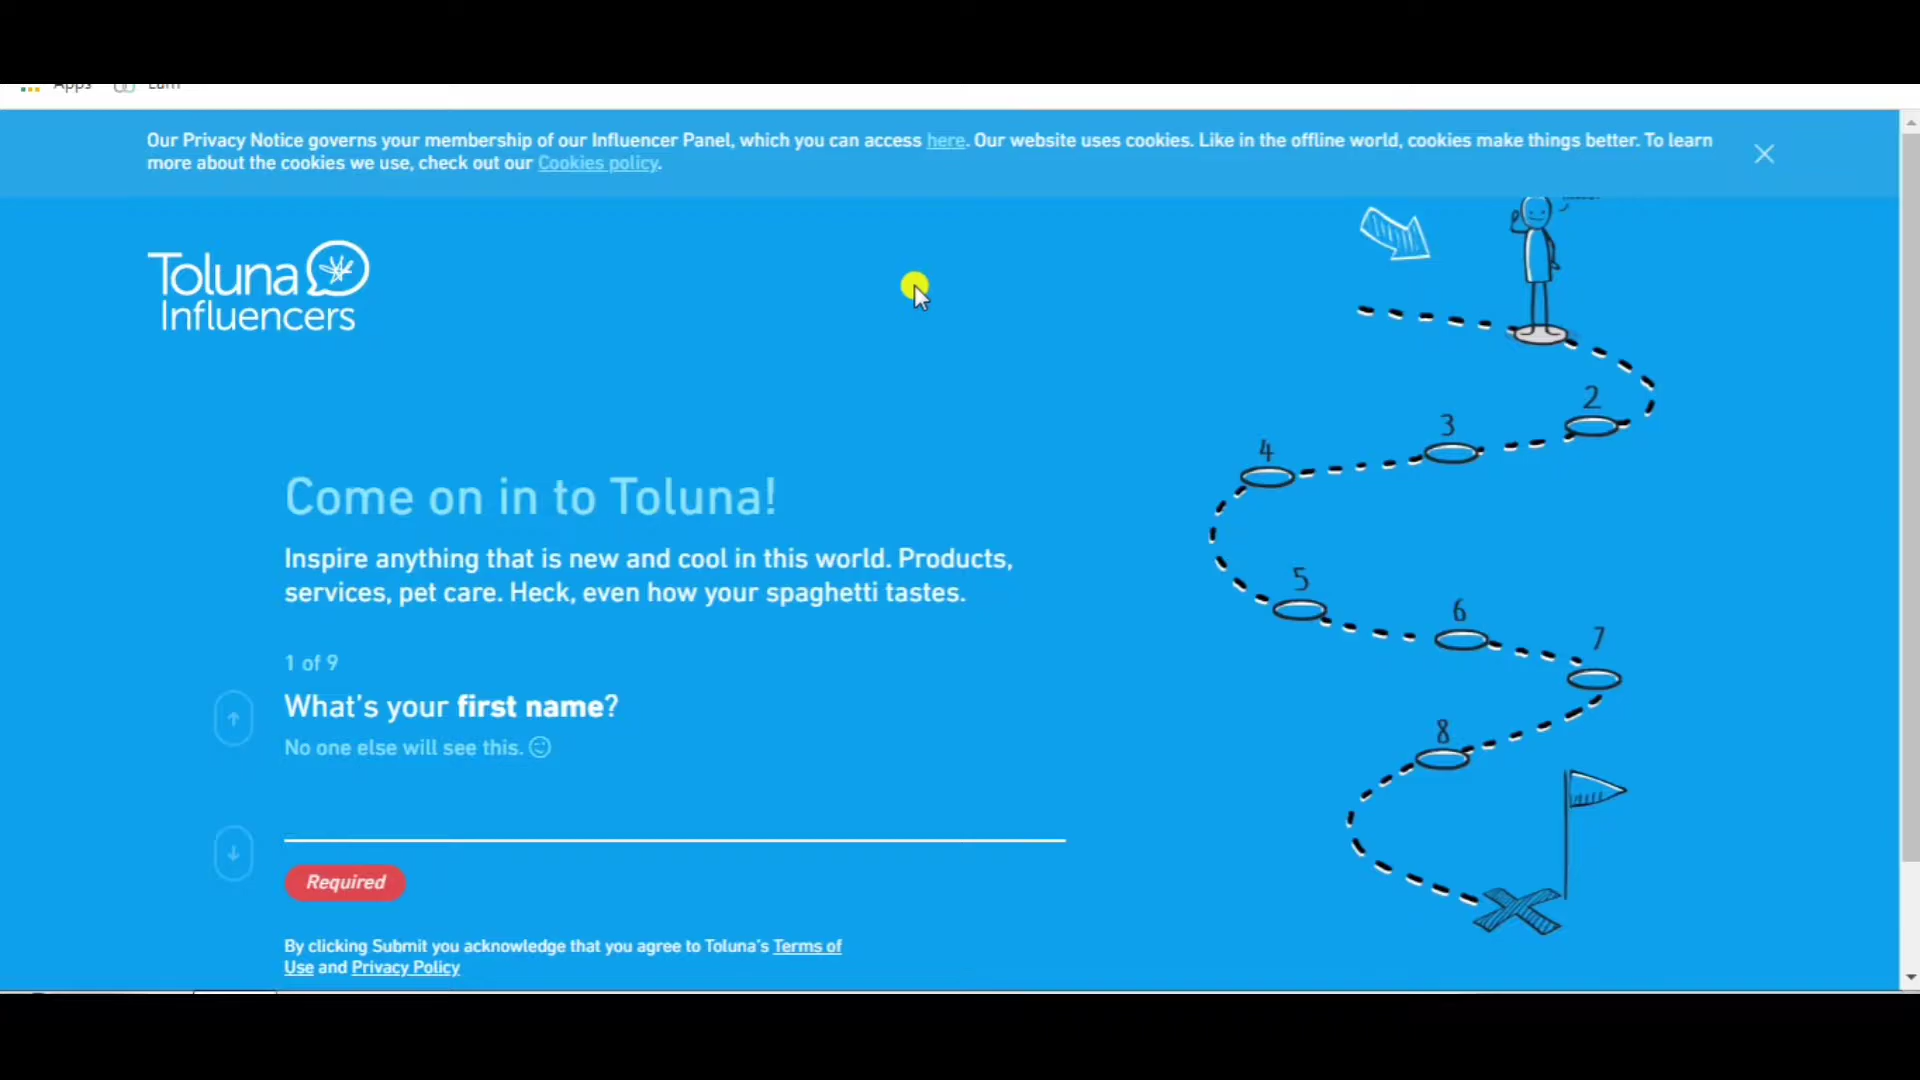 Apps Earn
Our Privacy Notice governs your membership of our Influencer Panel, which you can access here. Our website uses cookies. Like in the offline world, cookies make things better. To learn
more about the cookies we use, check out our Cookies policy.
Toluna
Influencers
2
3
4
5
6
7
8
Come on in to Toluna!
Inspire anything that is new and cool in this world. Products,
services, pet care. Heck, even how your spaghetti tastes.
1 of 9
What's your first name?
No one else will see this.
Required
By clicking Submit you acknowledge that you agree to Toluna's Terms of
Use and Privacy Policy